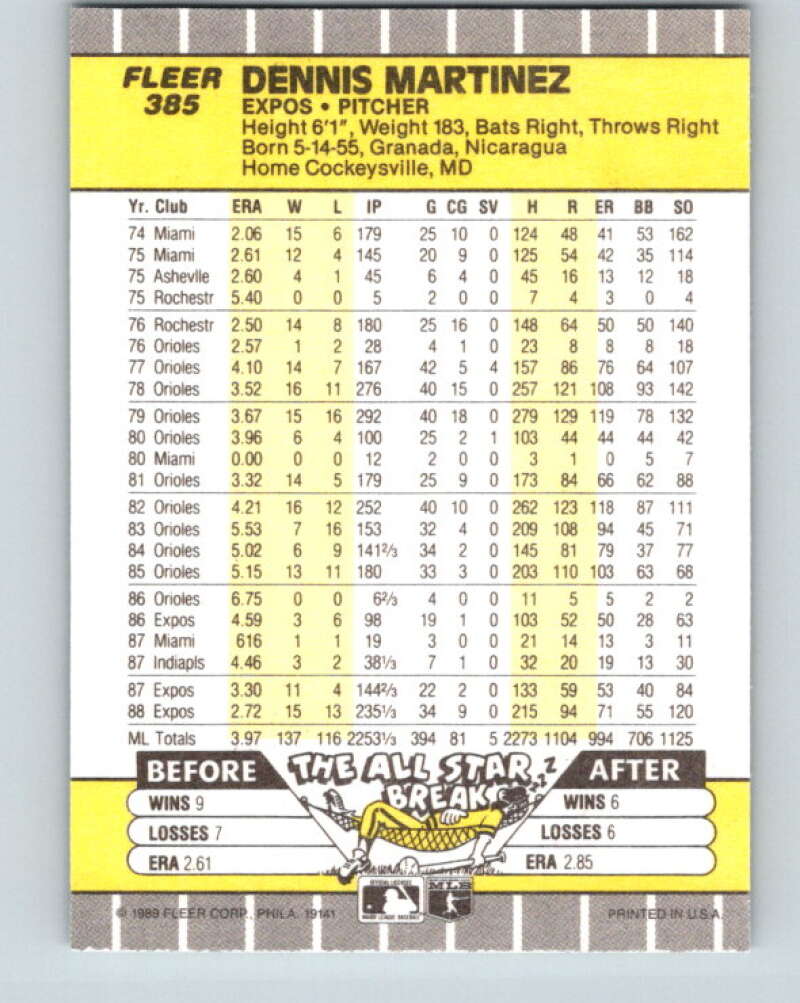 FLEER DENNIS MARTINEZ
385 EXPOS • PITCHER
Height 6'1", Weight 183, Bats Right, Throws Right
Born 5-14-55, Granada, Nicaragua
Home Cockeysville, MD
Yr. Club ERA W L IP G CG SV H R ER BB SO
74 Miami 2.06 15 6 179 25 10 0 124 48 41 53 162
75 Miami 2.61 12 4 145 20 9 0 125 54 42 35 114
75 Ashevlle 2.60 4 1 45 6 4 0 45 16 13 12 18
75 Rochestr 5.40 0 0 5 2 0 0 7 4 3 0 4
76 Rochestr 2.50 14 8 180 25 16 0 148 64 50 50 140
76 Orioles 2.57 1 2 28 4 1 0 23 8 8 8 18
77 Orioles 4.10 14 7 167 42 5 4 157 86 76 64 107
78 Orioles 3.52 16 11 276 40 15 0 257 121 108 93 142
79 Orioles 3.67 15 16 292 40 18 0 279 129 119 78 132
80 Orioles 3.96 6 4 100 25 2 1 103 44 44 44 42
80 Miami 0.00 0 0 12 2 0 0 3 1 0 5 7
81 Orioles 3.32 14 5 179 25 9 0 173 84 66 62 88
82 Orioles 4.21 16 12 252 40 10 0 262 123 118 87 111
83 Orioles 5.53 7 16 153 32 4 0 209 108 94 45 71
84 Orioles 5.02 6 9 141⅔ 34 2 0 145 81 79 37 77
85 Orioles 5.15 13 11 180 33 3 0 203 110 103 63 68
86 Orioles 6.75 0 0 6⅔ 4 0 0 11 5 5 2 2
86 Expos 4.59 3 6 98 19 1 0 103 52 50 28 63
87 Miami 616 1 1 19 3 0 0 21 14 13 3 11
87 Indiapls 4.46 3 2 38⅓ 7 1 0 32 20 19 13 30
87 Expos 3.30 11 4 144⅔ 22 2 0 133 59 53 40 84
88 Expos 2.72 15 13 235⅓ 34 9 0 215 94 71 55 120
ML Totals 3.97 137 116 2253⅓ 394 81 5 2273 1104 994 706 1125
BEFORE THE ALL STAR BREAK AFTER
WINS 9 WINS 6
LOSSES 7 LOSSES 6
ERA 2.61 ERA 2.85
© 1989 FLEER CORP., PHILA. 19141 PRINTED IN U.S.A.